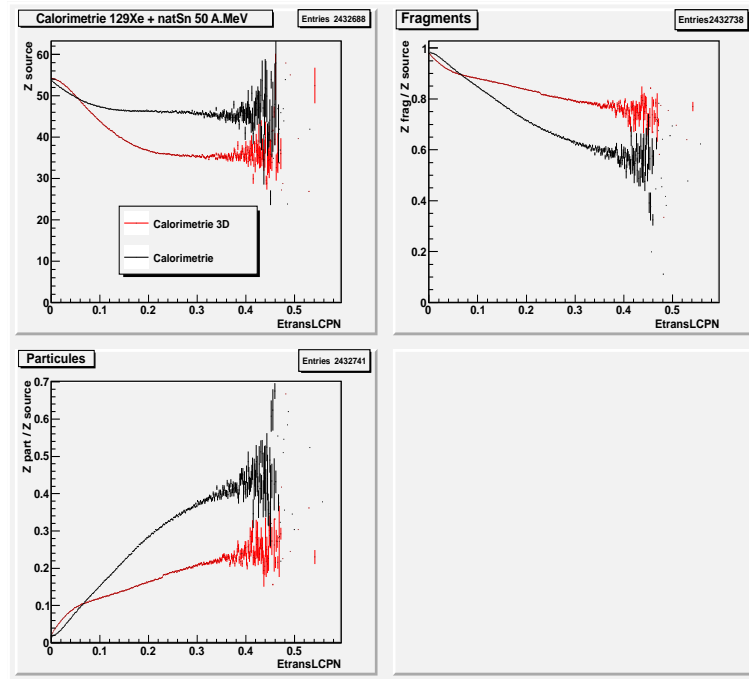 Calorimetrie 129Xe + natSn 50 A.MeV
Entries 2432688
Z source
60
50
40
30
20
10
0
Calorimetrie 3D
Calorimetrie
0 0.1 0.2 0.3 0.4 0.5
EtransLCPN
Fragments
Entries2432738
Z frag / Z source
1
0.8
0.6
0.4
0.2
0
0 0.1 0.2 0.3 0.4 0.5
EtransLCPN
Particules
Entries 2432741
Z part / Z source
0.7
0.6
0.5
0.4
0.3
0.2
0.1
0
0 0.1 0.2 0.3 0.4 0.5
EtransLCPN